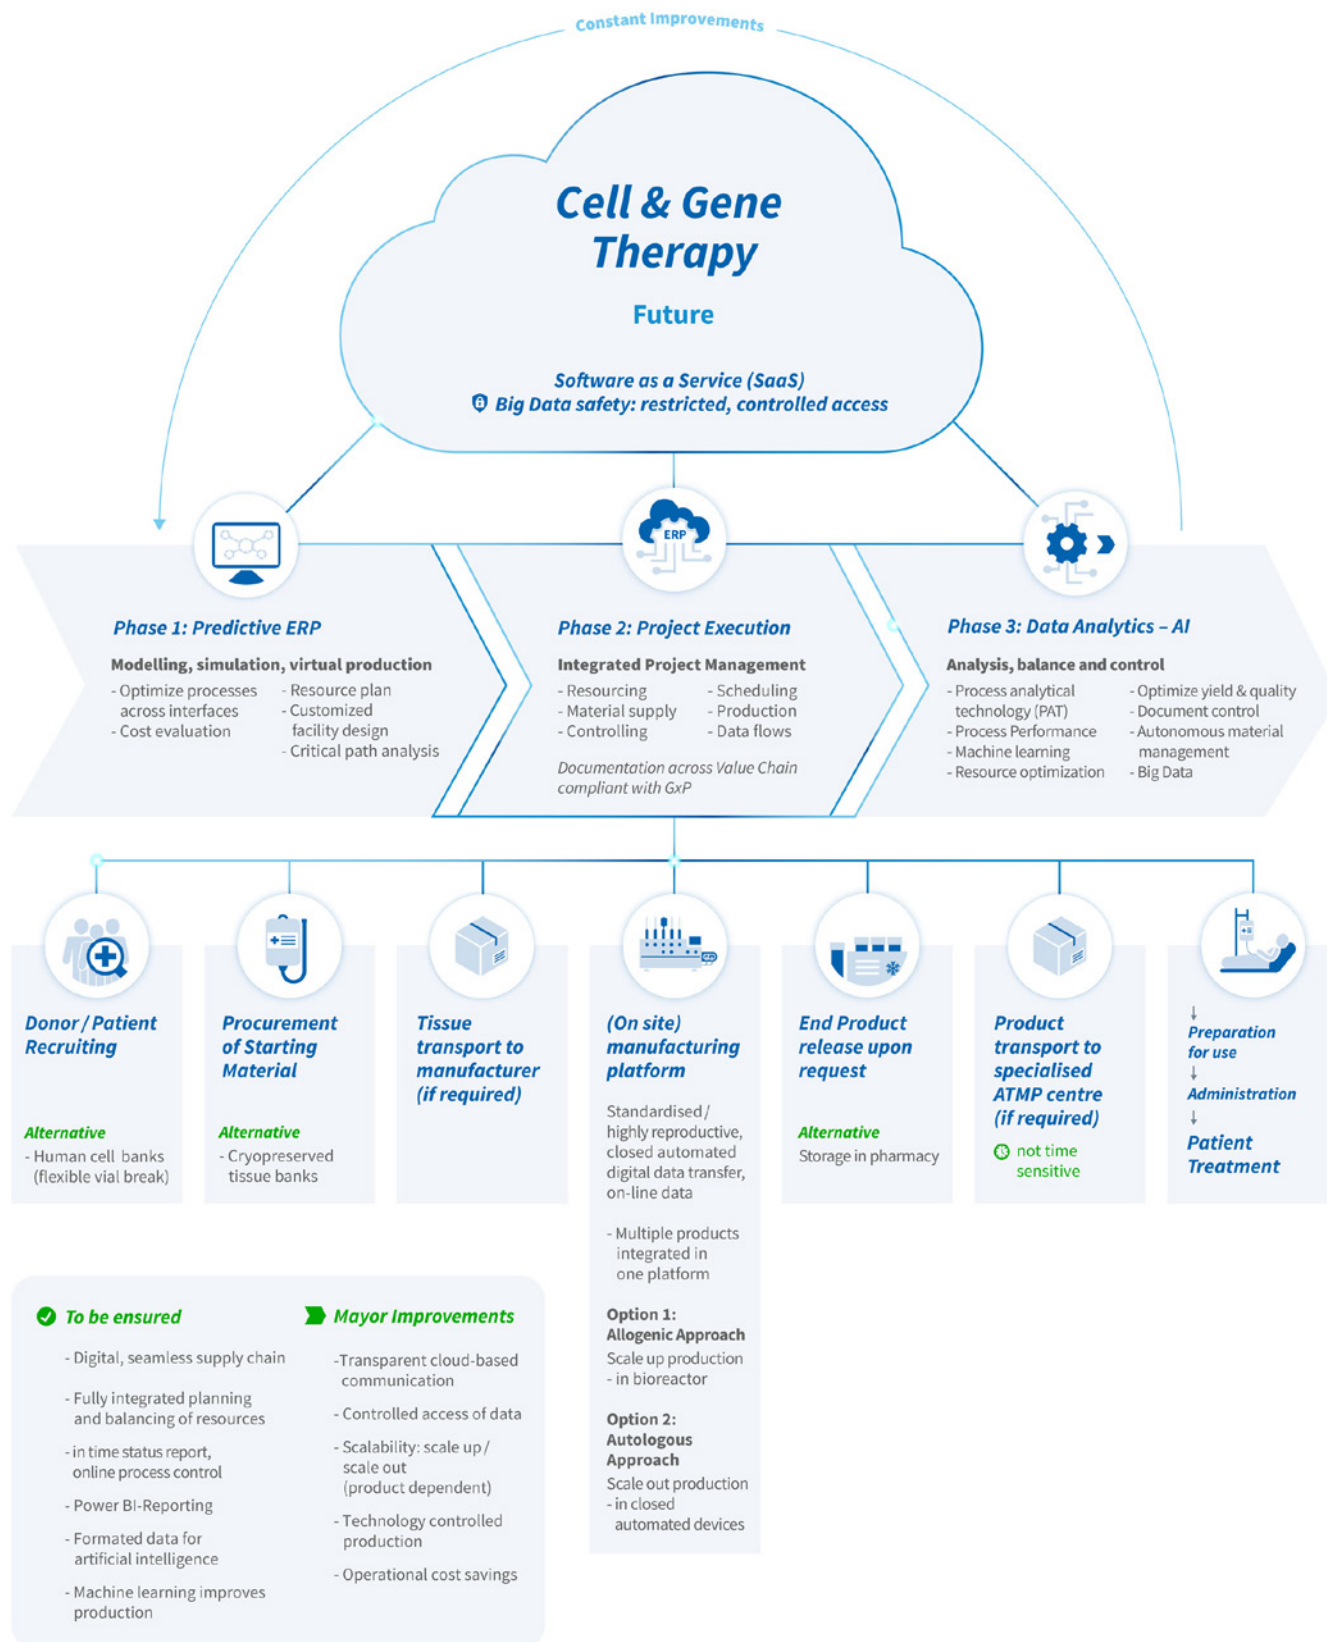 Constant Improvements
Cell & Gene
Therapy
Future
Software as a Service (SaaS)
Big Data safety: restricted, controlled access
ERP
Phase 1: Predictive ERP
Modelling, simulation, virtual production
- Optimize processes
across interfaces
- Cost evaluation
- Resource plan
- Customized
facility design
- Critical path analysis
Phase 2: Project Execution
Integrated Project Management
- Resourcing
- Material supply
- Controlling
- Scheduling
- Production
- Data flows
Documentation across Value Chain
compliant with GxP
Phase 3: Data Analytics – AI
Analysis, balance and control
- Process analytical
technology (PAT)
- Process Performance
- Machine learning
- Resource optimization
- Optimize yield & quality
- Document control
- Autonomous material
management
- Big Data
Donor / Patient
Recruiting
Alternative
- Human cell banks
(flexible vial break)
Procurement
of Starting
Material
Alternative
- Cryopreserved
tissue banks
Tissue
transport to
manufacturer
(if required)
(On site)
manufacturing
platform
Standardised /
highly reproductive,
closed automated
digital data transfer,
on-line data
- Multiple products
integrated in
one platform
Option 1:
Allogenic Approach
Scale up production
- in bioreactor
Option 2:
Autologous
Approach
Scale out production
- in closed
automated devices
End Product
release upon
request
Alternative
Storage in pharmacy
Product
transport to
specialised
ATMP centre
(if required)
not time
sensitive
↓
Preparation
for use
↓
Administration
↓
Patient
Treatment
To be ensured
- Digital, seamless supply chain
- Fully integrated planning
and balancing of resources
- in time status report,
online process control
- Power BI-Reporting
- Formated data for
artificial intelligence
- Machine learning improves
production
Mayor Improvements
-Transparent cloud-based
communication
- Controlled access of data
- Scalability: scale up /
scale out
(product dependent)
- Technology controlled
production
- Operational cost savings